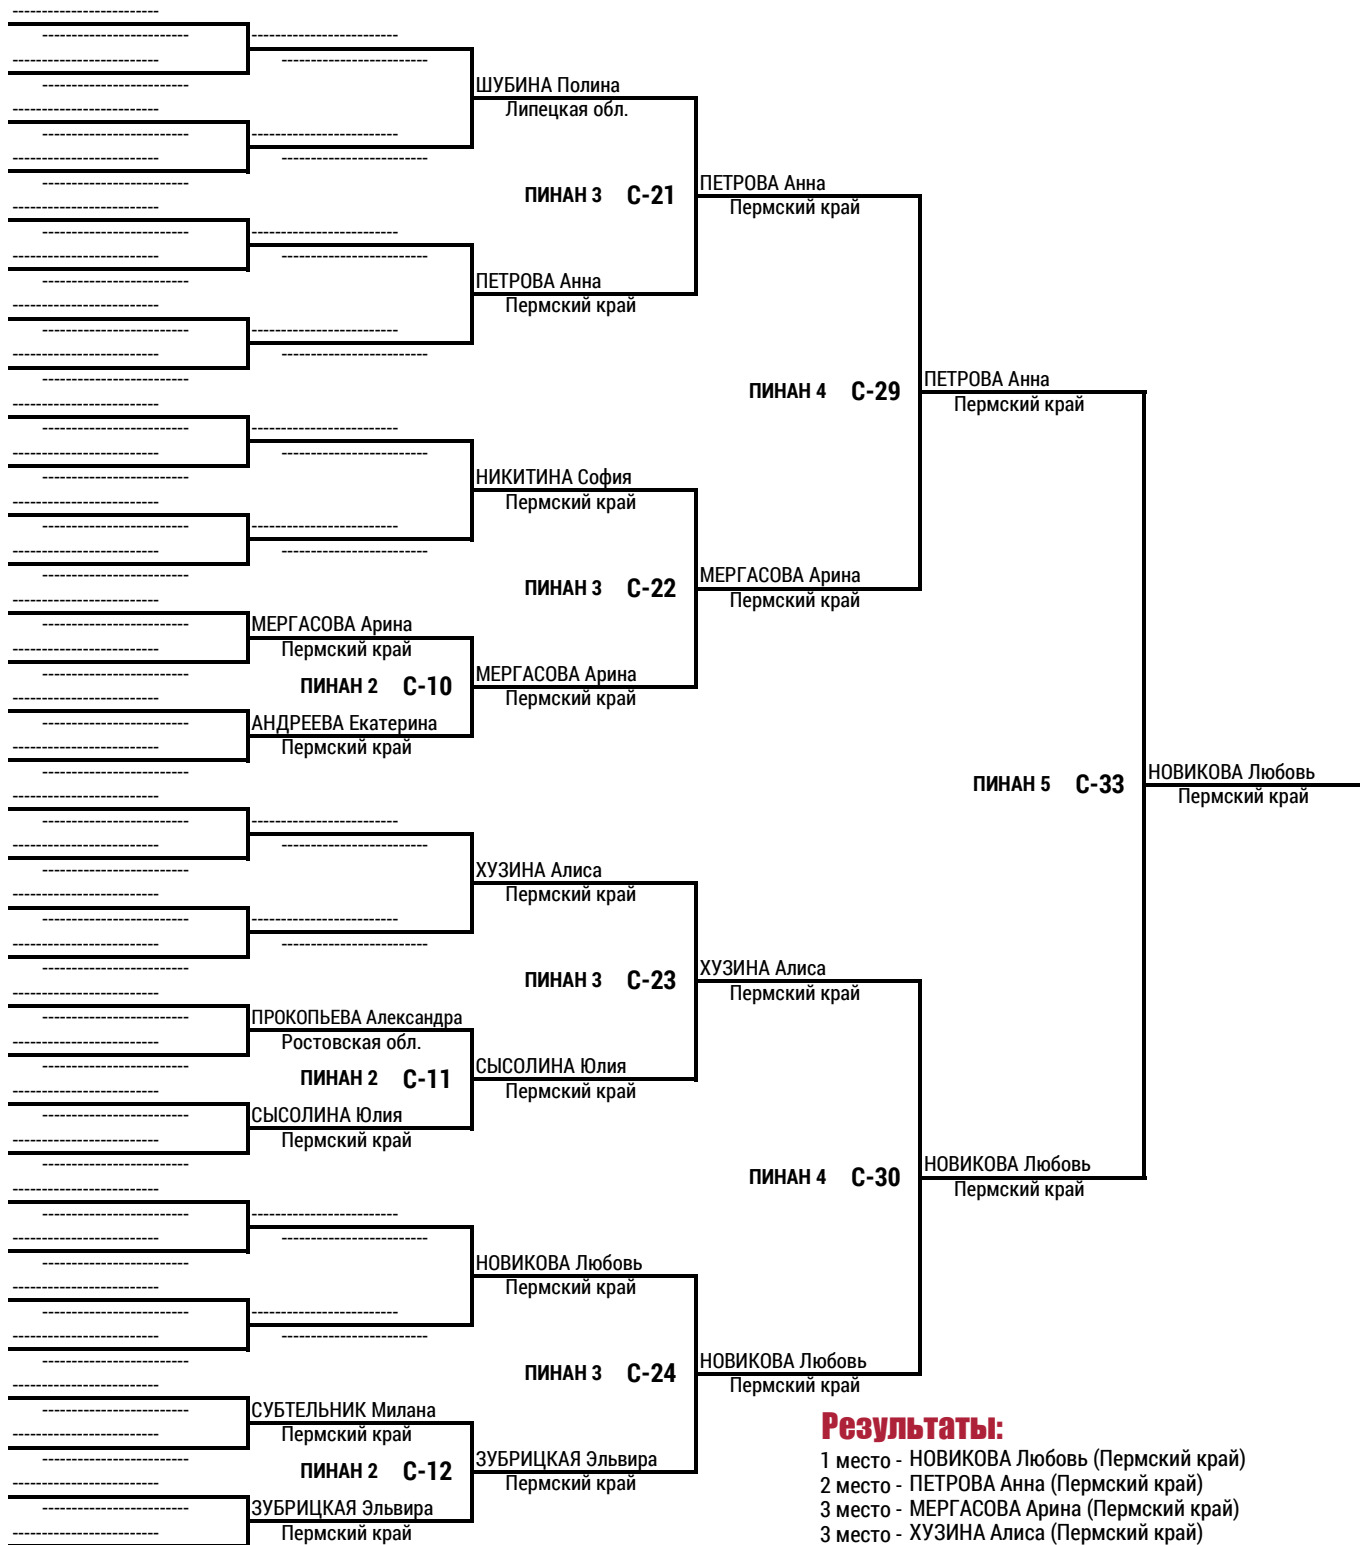 ШУБИНА Полина
Липецкая обл.
ПИНАН 3 C-21
ПЕТРОВА Анна
Пермский край
ПЕТРОВА Анна
Пермский край
ПИНАН 4 C-29
ПЕТРОВА Анна
Пермский край
НИКИТИНА София
Пермский край
ПИНАН 3 C-22
МЕРГАСОВА Арина
Пермский край
МЕРГАСОВА Арина
Пермский край
ПИНАН 2 C-10
МЕРГАСОВА Арина
Пермский край
АНДРЕЕВА Екатерина
Пермский край
ПИНАН 5 C-33
НОВИКОВА Любовь
Пермский край
ХУЗИНА Алиса
Пермский край
ПИНАН 3 C-23
ХУЗИНА Алиса
Пермский край
ПРОКОПЬЕВА Александра
Ростовская обл.
ПИНАН 2 C-11
СЫСОЛИНА Юлия
Пермский край
СЫСОЛИНА Юлия
Пермский край
ПИНАН 4 C-30
НОВИКОВА Любовь
Пермский край
НОВИКОВА Любовь
Пермский край
ПИНАН 3 C-24
НОВИКОВА Любовь
Пермский край
СУБТЕЛЬНИК Милана
Пермский край
ПИНАН 2 C-12
ЗУБРИЦКАЯ Эльвира
Пермский край
ЗУБРИЦКАЯ Эльвира
Пермский край
Результаты:
1 место - НОВИКОВА Любовь (Пермский край)
2 место - ПЕТРОВА Анна (Пермский край)
3 место - МЕРГАСОВА Арина (Пермский край)
3 место - ХУЗИНА Алиса (Пермский край)